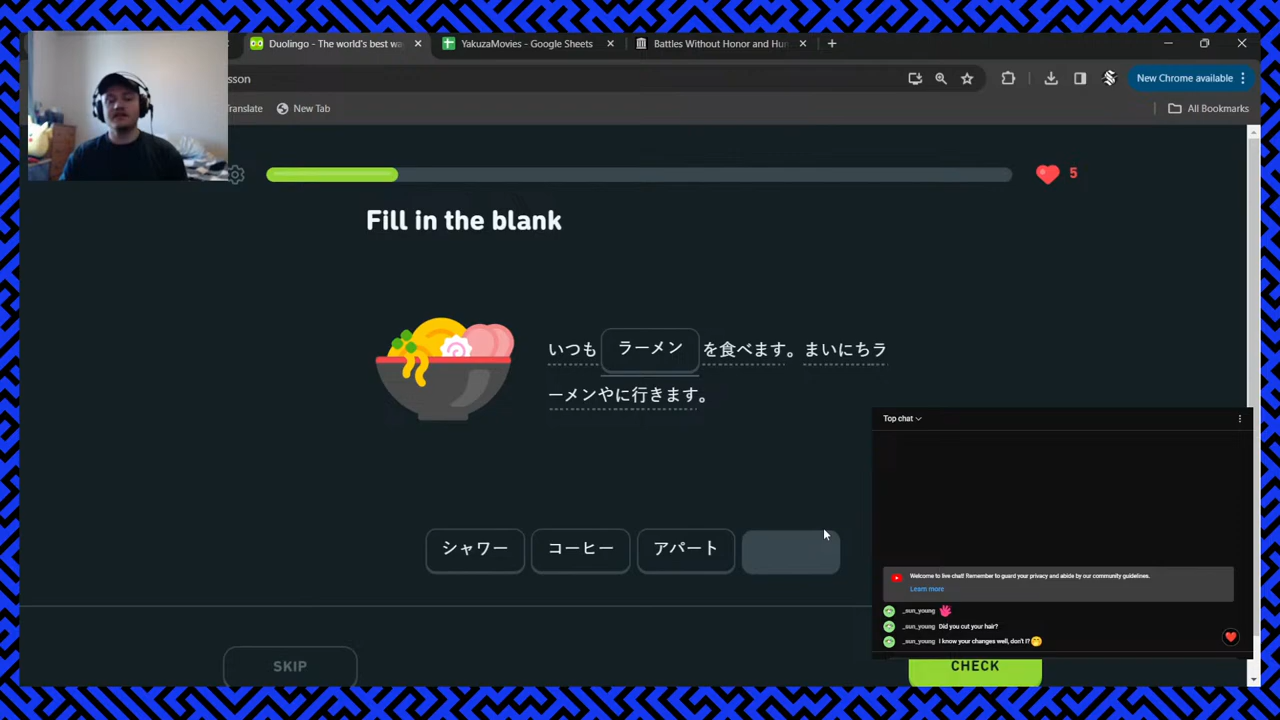 Duolingo - The world's best wa
YakuzaMovies - Google Sheets
Battles Without Honor and Hun
sson
New Chrome available
Translate
New Tab
All Bookmarks
5
Fill in the blank
いつも ラーメン を食べます。まいにちラ
ーメンやに行きます。
シャワー
コーヒー
アパート
SKIP
CHECK
Top chat
Welcome to live chat! Remember to guard your privacy and abide by our community guidelines.
Learn more
_sun_young
_sun_young Did you cut your hair?
_sun_young I know your changes well, don't I?